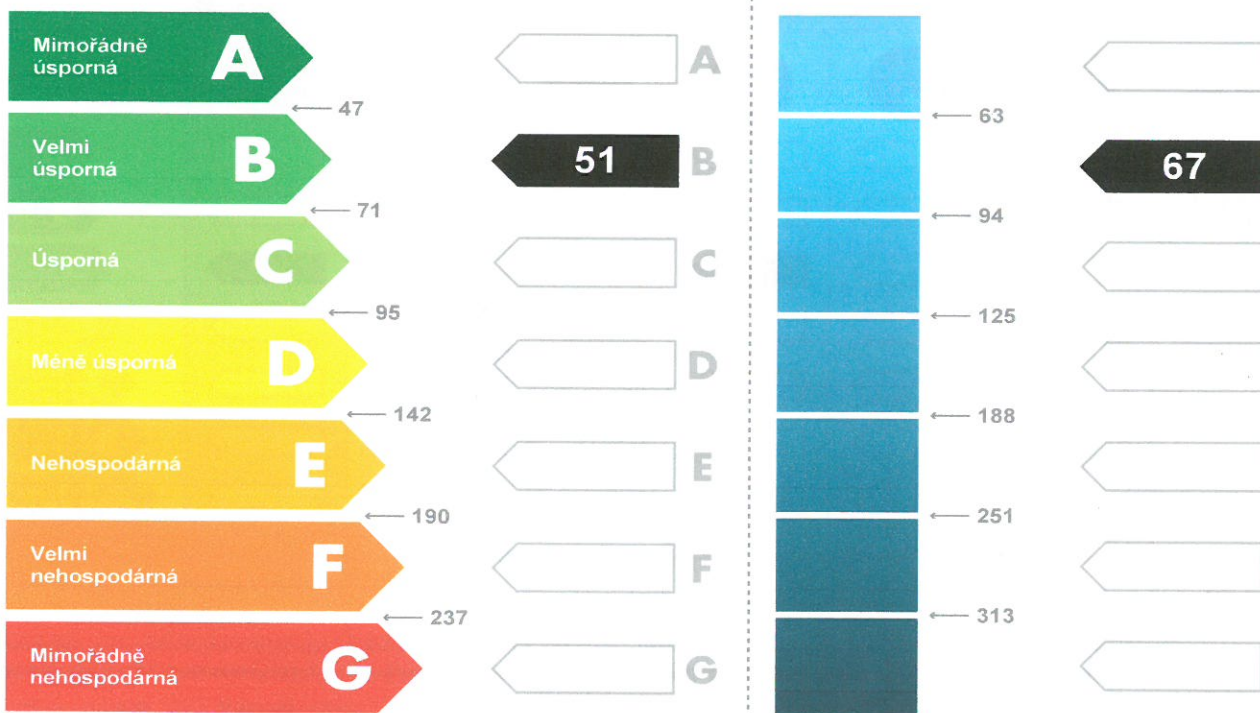 Mimořádně
úsporná
A
A
47
63
Velmi
úsporná
B
51
B
67
71
94
Úsporná
C
C
95
125
Méně úsporná
D
D
142
188
Nehospodárná
E
E
190
251
Velmi
nehospodárná
F
F
237
313
Mimořádně
nehospodárná
G
G